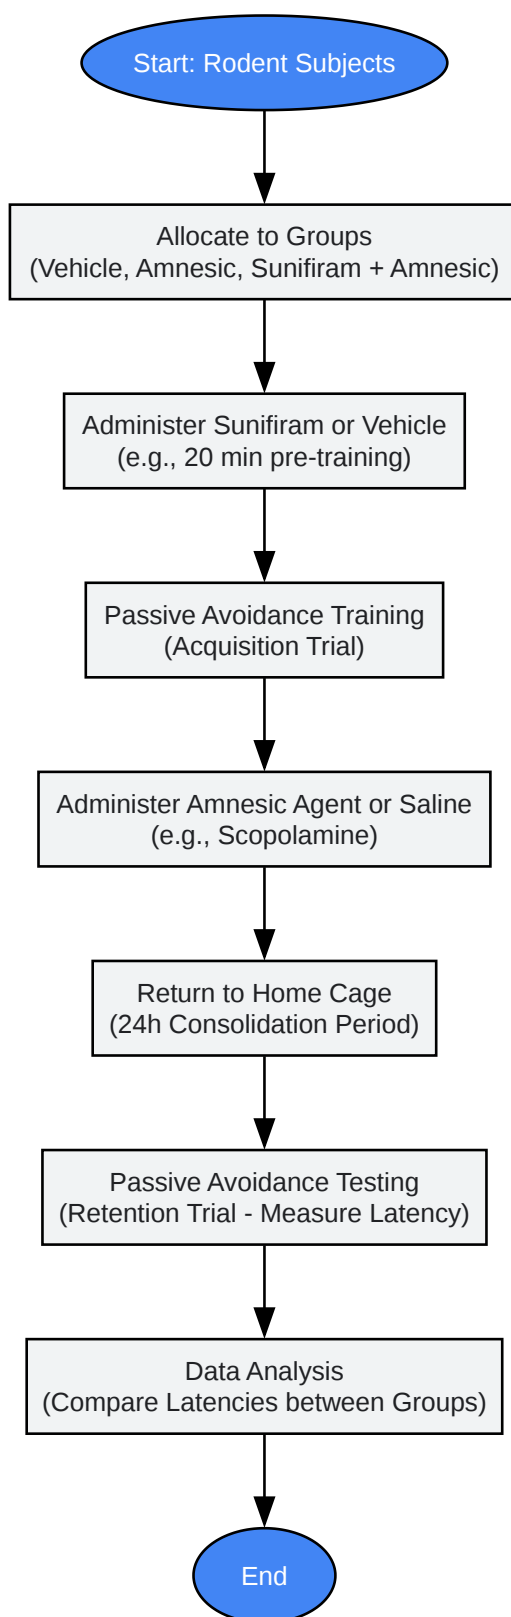 Start: Rodent Subjects
Allocate to Groups
(Vehicle, Amnesic, Sunifiram + Amnesic)
Administer Sunifiram or Vehicle
(e.g., 20 min pre-training)
Passive Avoidance Training
(Acquisition Trial)
Administer Amnesic Agent or Saline
(e.g., Scopolamine)
Return to Home Cage
(24h Consolidation Period)
Passive Avoidance Testing
(Retention Trial - Measure Latency)
Data Analysis
(Compare Latencies between Groups)
End